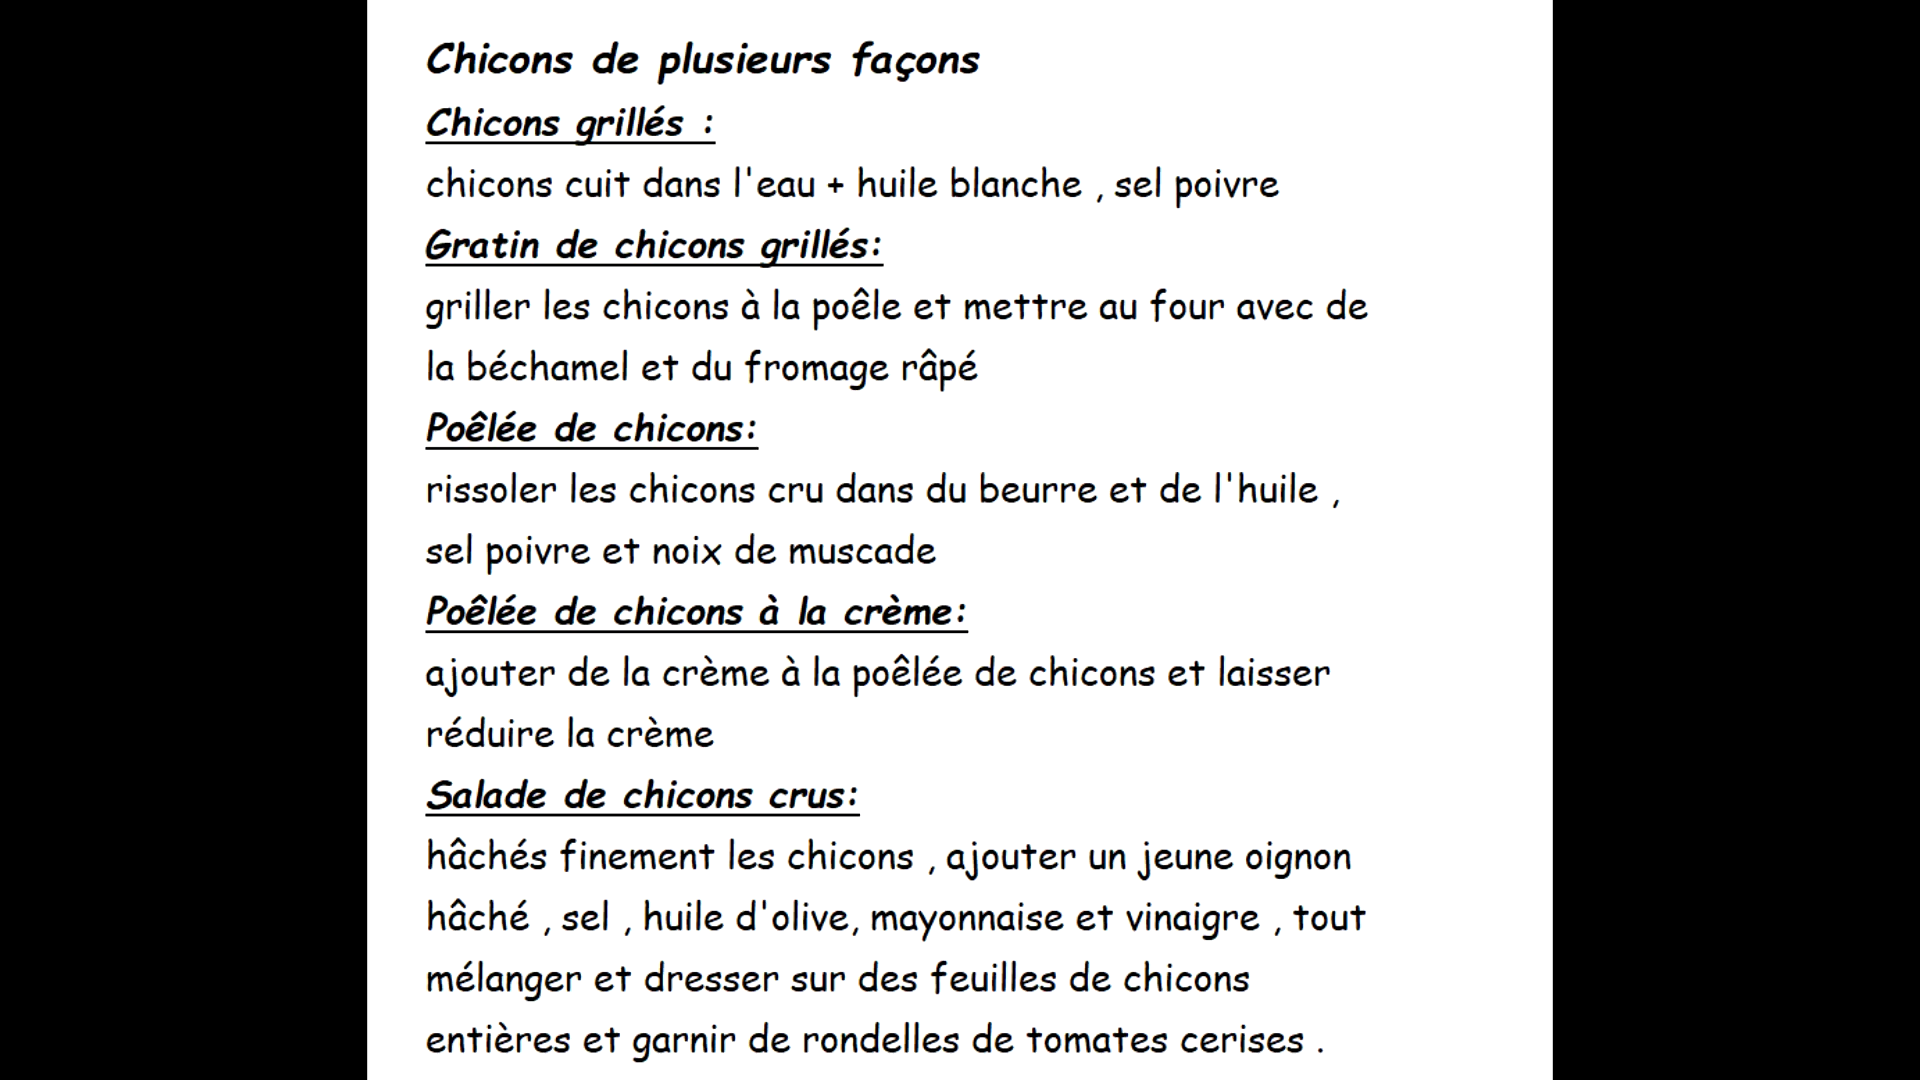 Chicons de plusieurs façons
Chicons grillés :
chicons cuit dans l'eau + huile blanche , sel poivre
Gratin de chicons grillés:
griller les chicons à la poêle et mettre au four avec de
la béchamel et du fromage râpé
Poêlée de chicons:
rissoler les chicons cru dans du beurre et de l'huile ,
sel poivre et noix de muscade
Poêlée de chicons à la crème:
ajouter de la crème à la poêlée de chicons et laisser
réduire la crème
Salade de chicons crus:
hâchés finement les chicons , ajouter un jeune oignon
hâché , sel , huile d'olive, mayonnaise et vinaigre , tout
mélanger et dresser sur des feuilles de chicons
entières et garnir de rondelles de tomates cerises .